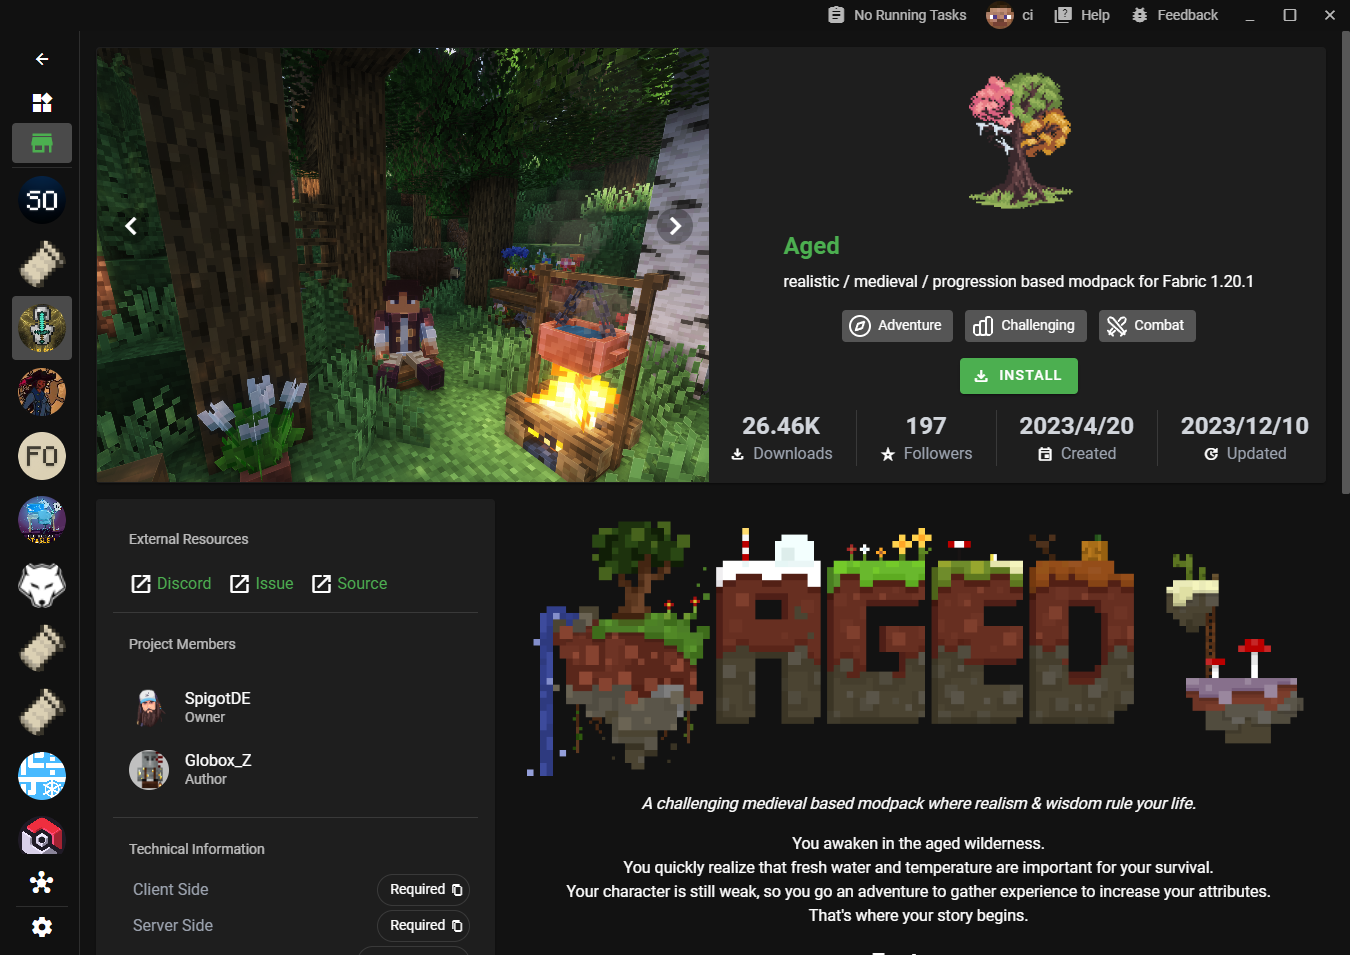 No Running Tasks
ci
Help
Feedback
SO
FO
Aged
realistic / medieval / progression based modpack for Fabric 1.20.1
Adventure
Challenging
Combat
INSTALL
26.46K
Downloads
197
Followers
2023/4/20
Created
2023/12/10
Updated
External Resources
Discord
Issue
Source
Project Members
SpigotDE
Owner
Globox_Z
Author
Technical Information
Client Side
Required
Server Side
Required
AGED
A challenging medieval based modpack where realism & wisdom rule your life.
You awaken in the aged wilderness.
You quickly realize that fresh water and temperature are important for your survival.
Your character is still weak, so you go an adventure to gather experience to increase your attributes.
That's where your story begins.